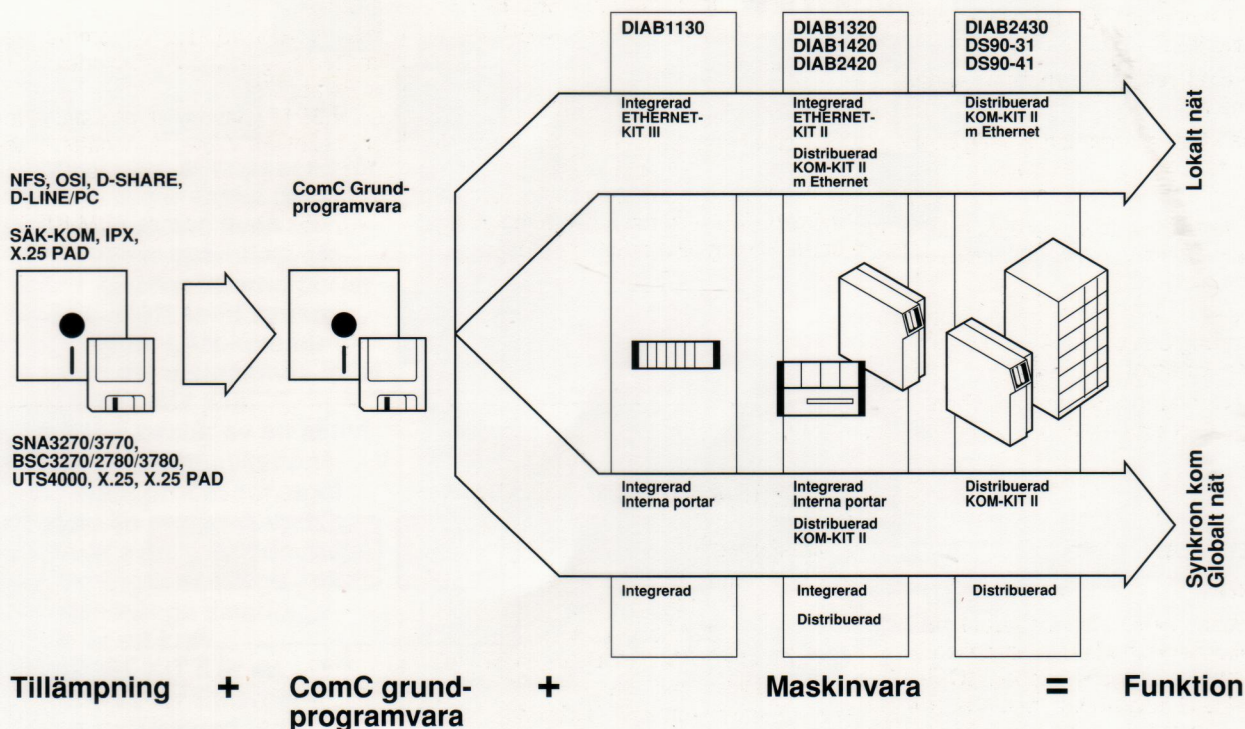 DIAB1130
DIAB1320
DIAB1420
DIAB2420
DIAB2430
DS90-31
DS90-41
Integrerad
ETHERNET-
KIT III
Integrerad
ETHERNET-
KIT II
Distribuerad
KOM-KIT II
m Ethernet
Distribuerad
KOM-KIT II
m Ethernet
Lokalt nät
NFS, OSI, D-SHARE,
D-LINE/PC
SÄK-KOM, IPX,
X.25 PAD
ComC Grund-
programvara
SNA3270/3770,
BSC3270/2780/3780,
UTS4000, X.25, X.25 PAD
Integrerad
Interna portar
Integrerad
Interna portar
Distribuerad
KOM-KIT II
Distribuerad
KOM-KIT II
Synkron kom
Globalt nät
Integrerad
Integrerad
Distribuerad
Distribuerad
Tillämpning + ComC grund- + Maskinvara = Funktion
programvara